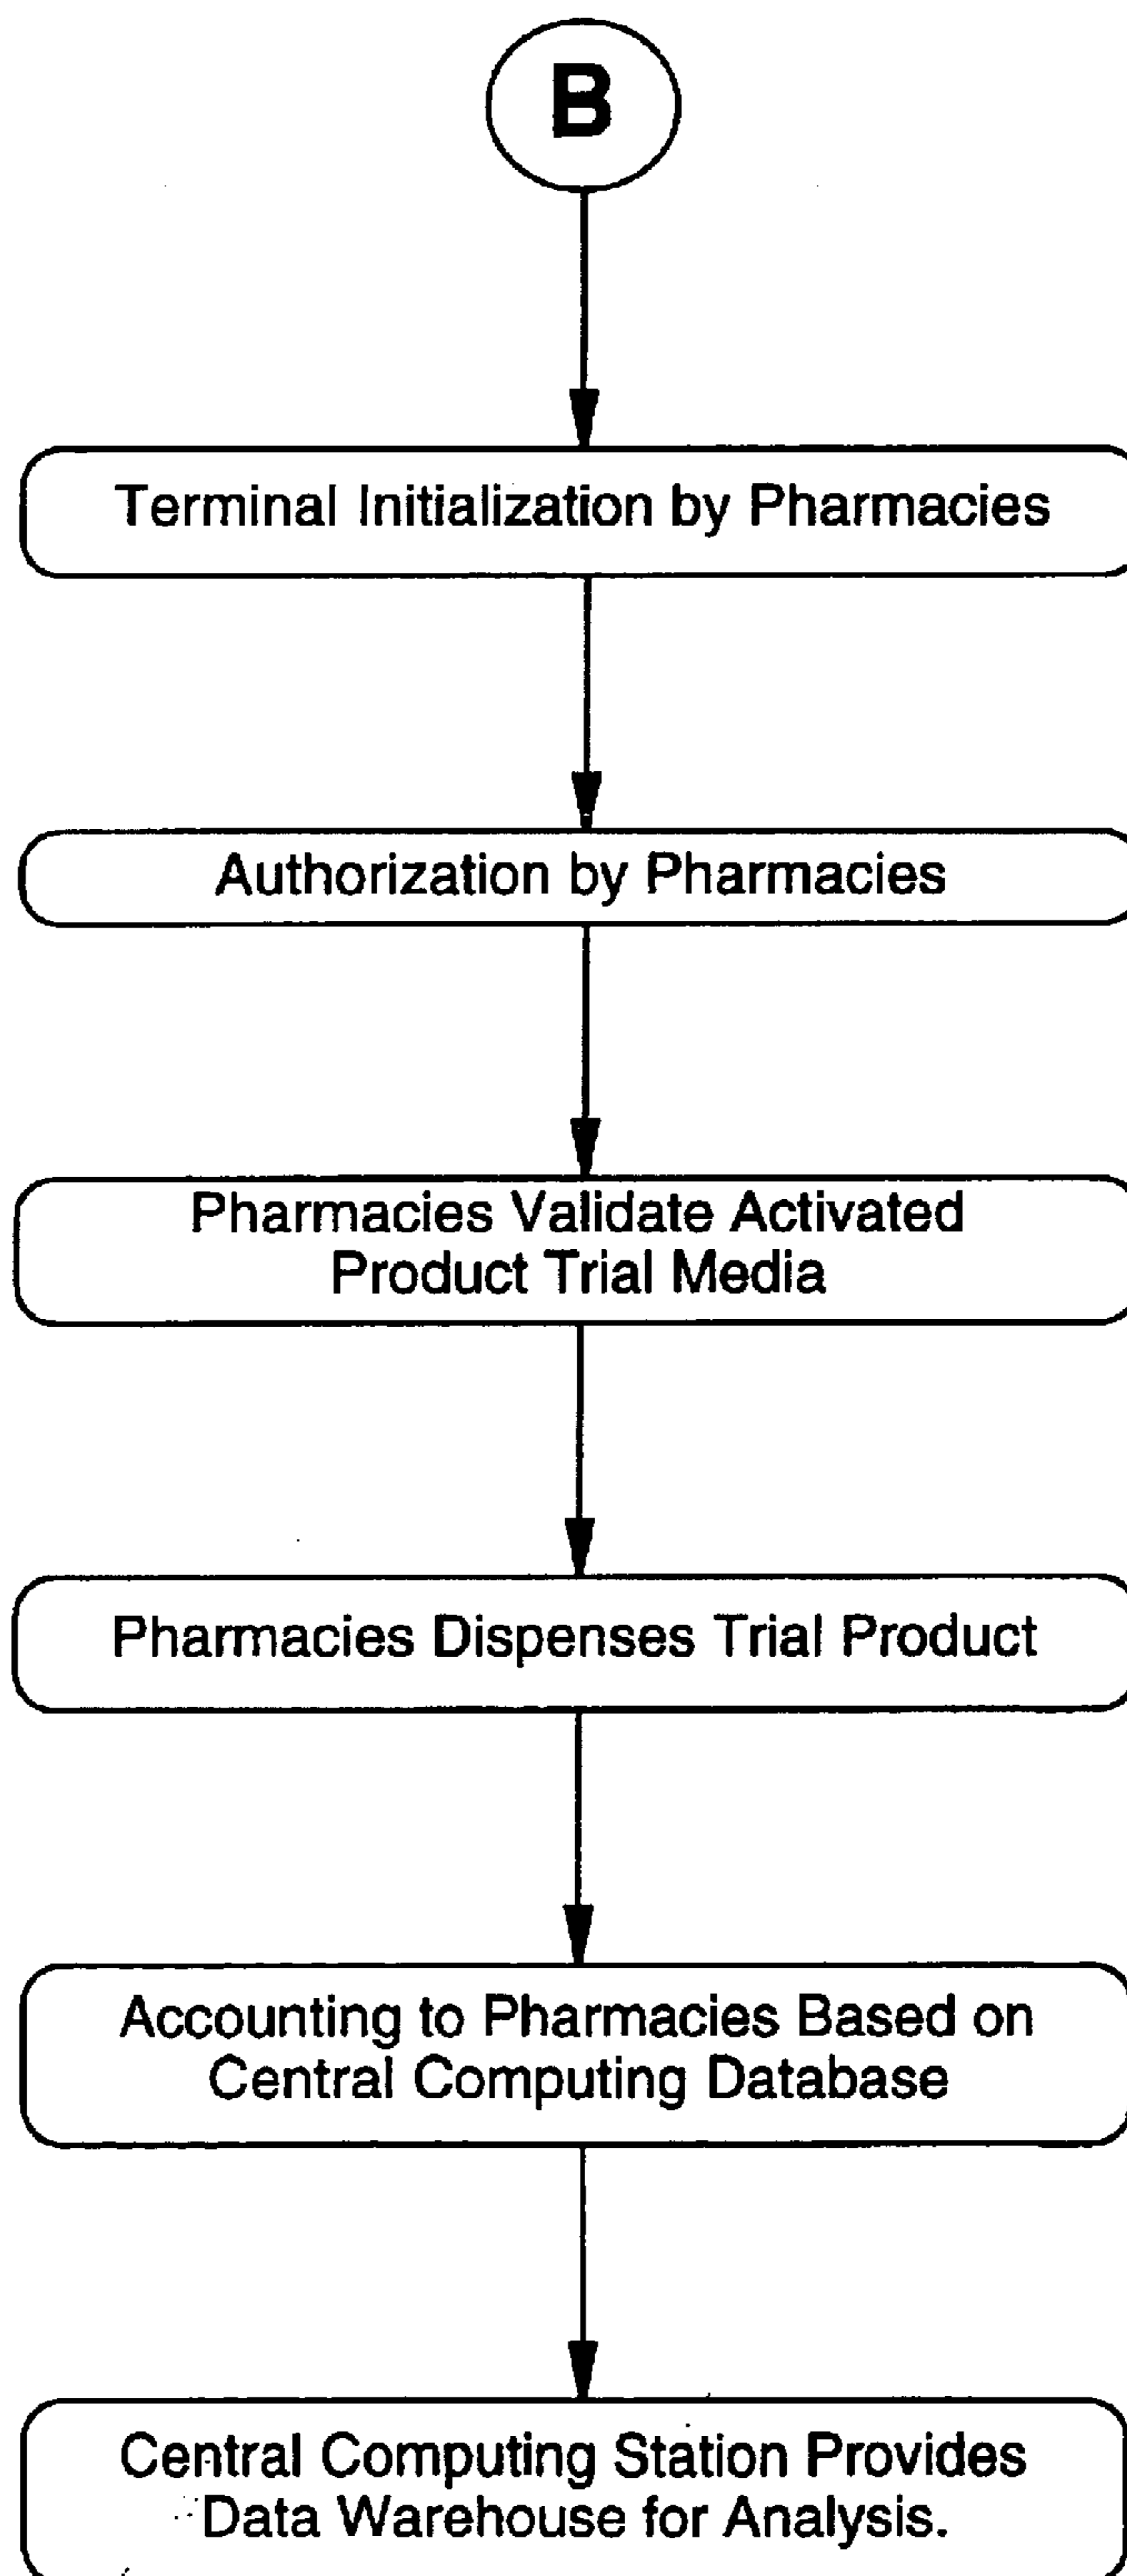 B
Terminal Initialization by Pharmacies
Authorization by Pharmacies
Pharmacies Validate Activated
Product Trial Media
Pharmacies Dispenses Trial Product
Accounting to Pharmacies Based on
Central Computing Database
Central Computing Station Provides
Data Warehouse for Analysis.